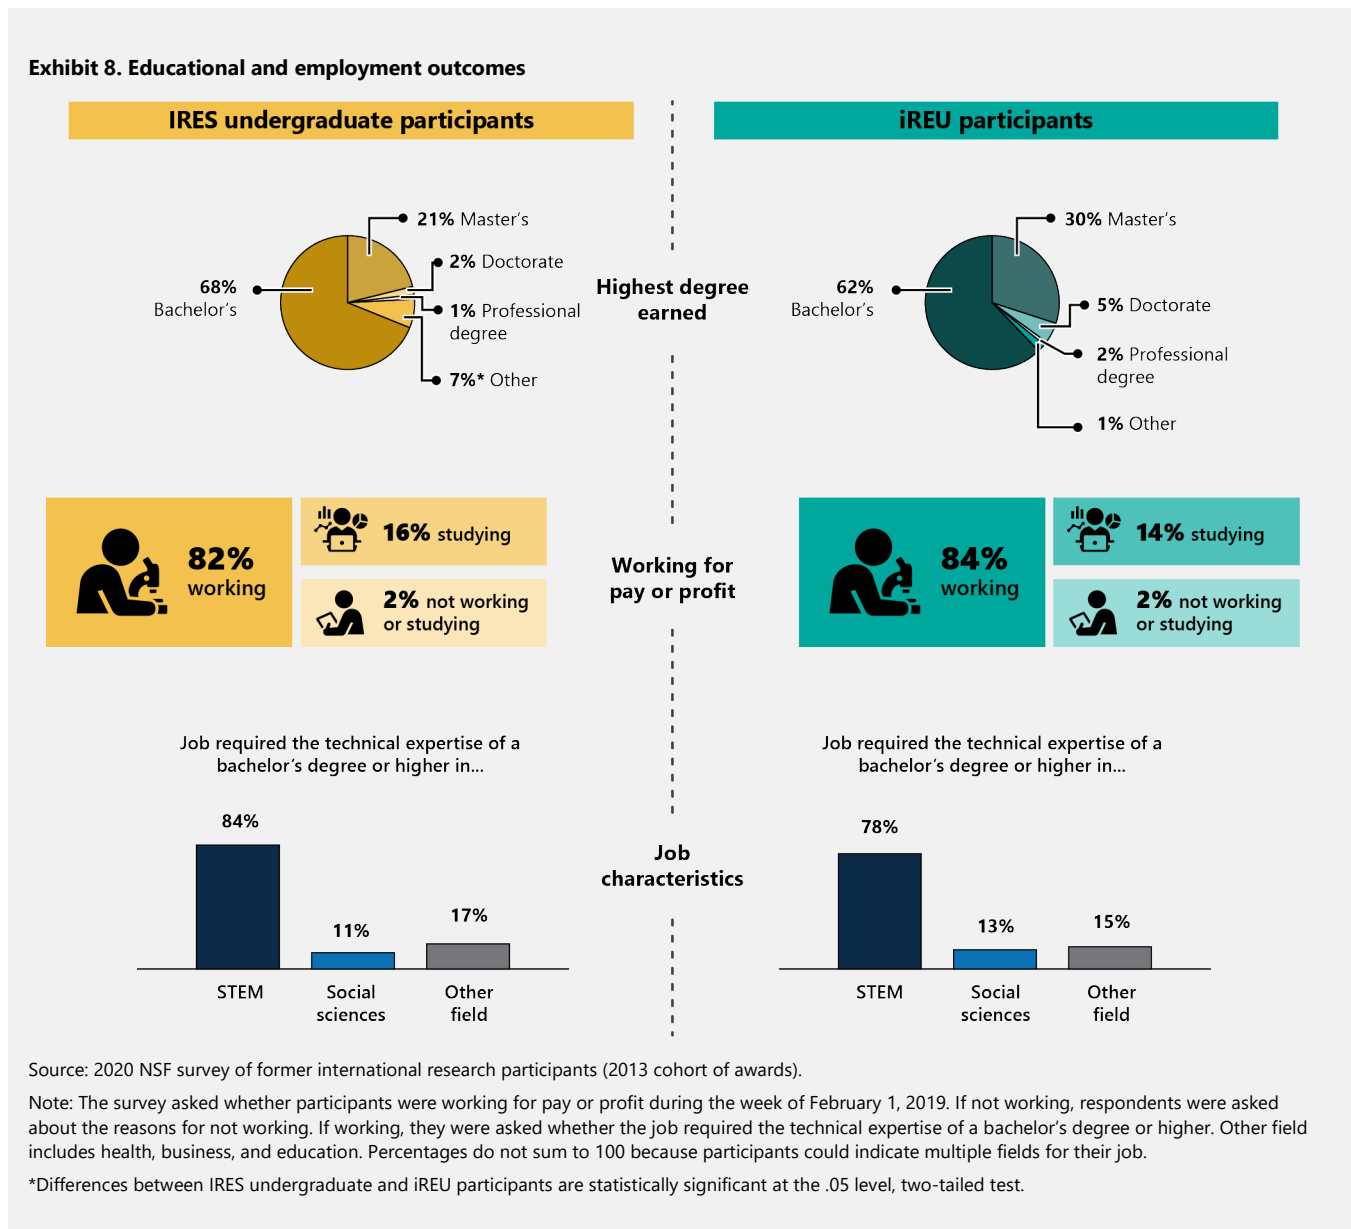 Exhibit 8. Educational and employment outcomes
IRES undergraduate participants
iREU participants
21% Master's
2% Doctorate
68%
Bachelor's
1% Professional
degree
7%* Other
Highest degree
earned
30% Master's
62%
Bachelor's
5% Doctorate
2% Professional
degree
1% Other
82%
working
16% studying
2% not working
or studying
Working for
pay or profit
84%
working
14% studying
2% not working
or studying
Job required the technical expertise of a
bachelor's degree or higher in...
84%
11%
17%
STEM
Social
sciences
Other
field
Job
characteristics
Job required the technical expertise of a
bachelor's degree or higher in...
78%
13%
15%
STEM
Social
sciences
Other
field
Source: 2020 NSF survey of former international research participants (2013 cohort of awards).
Note: The survey asked whether participants were working for pay or profit during the week of February 1, 2019. If not working, respondents were asked
about the reasons for not working. If working, they were asked whether the job required the technical expertise of a bachelor's degree or higher. Other field
includes health, business, and education. Percentages do not sum to 100 because participants could indicate multiple fields for their job.
*Differences between IRES undergraduate and iREU participants are statistically significant at the .05 level, two-tailed test.